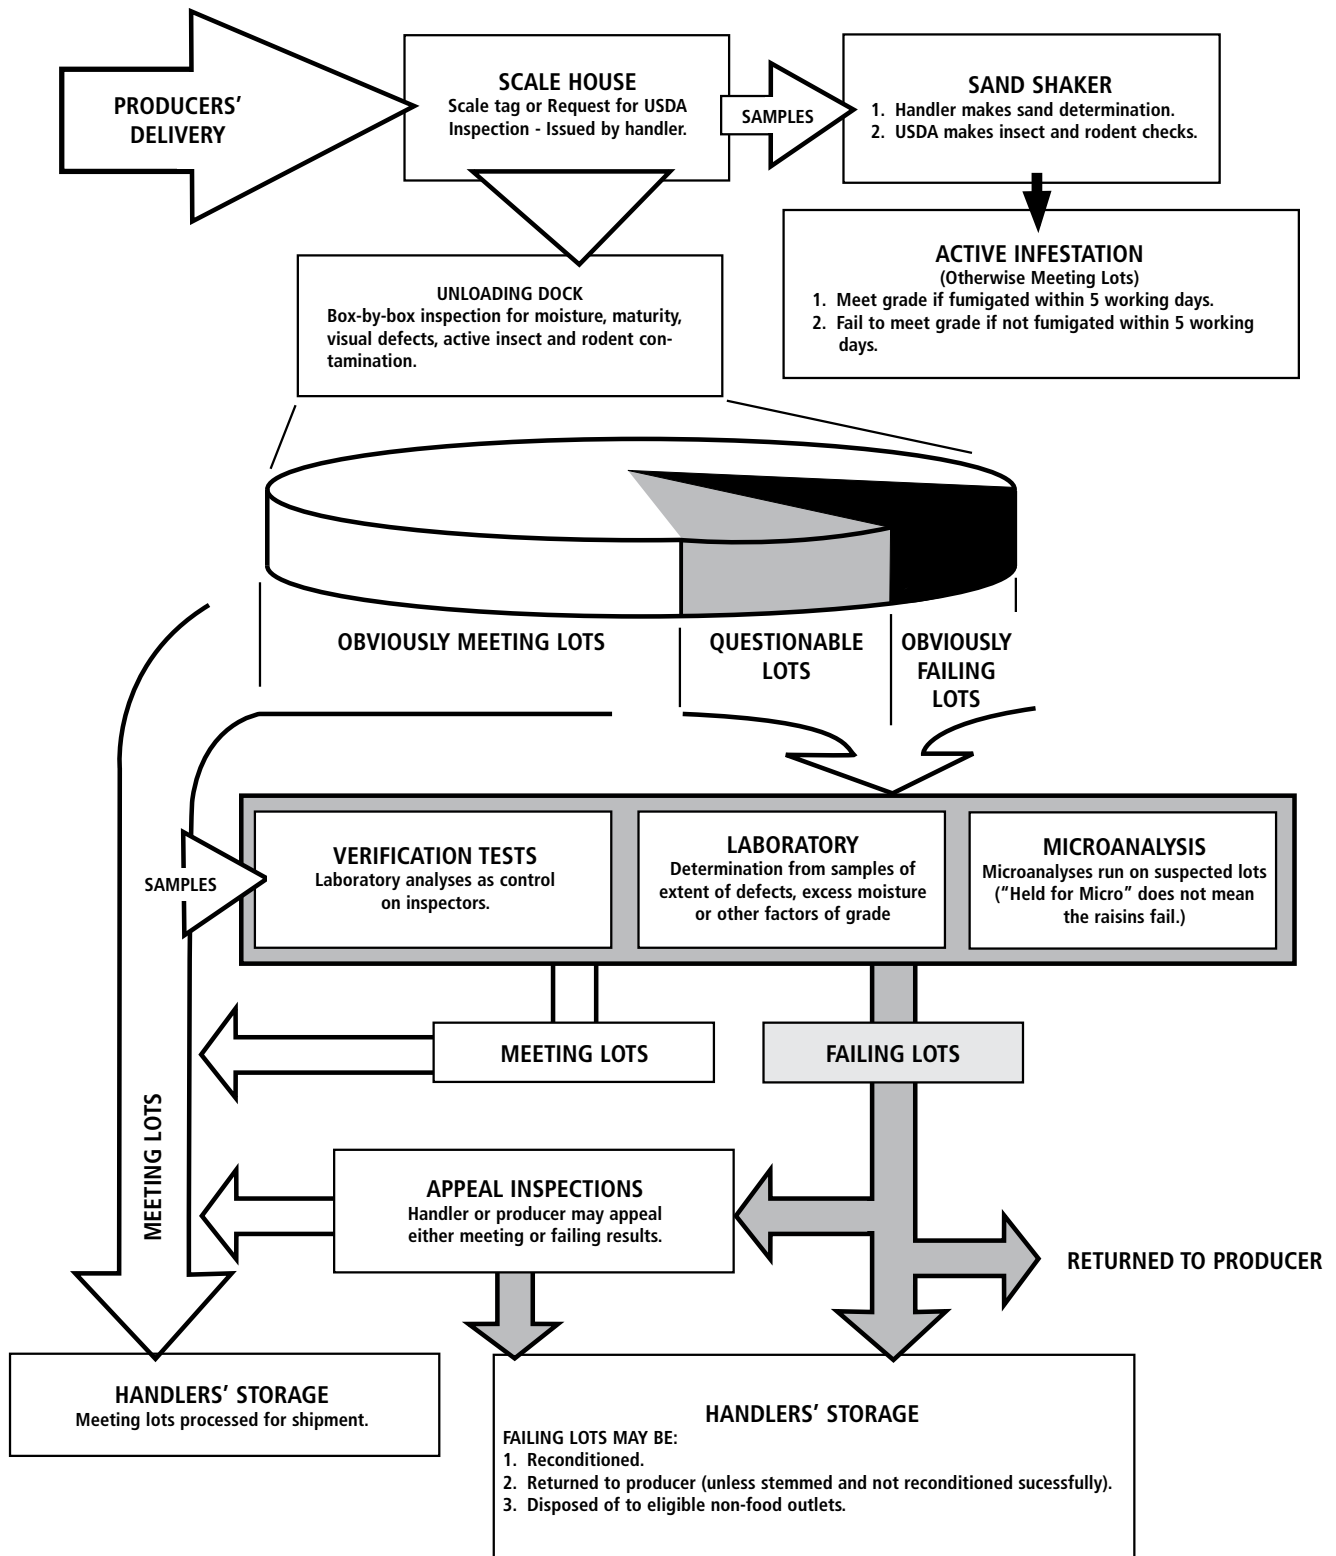 PRODUCERS'
DELIVERY
SCALE HOUSE
Scale tag or Request for USDA
Inspection - Issued by handler.
SAMPLES
SAND SHAKER
1. Handler makes sand determination.
2. USDA makes insect and rodent checks.
ACTIVE INFESTATION
(Otherwise Meeting Lots)
1. Meet grade if fumigated within 5 working days.
2. Fail to meet grade if not fumigated within 5 working
days.
UNLOADING DOCK
Box-by-box inspection for moisture, maturity,
visual defects, active insect and rodent con-
tamination.
OBVIOUSLY MEETING LOTS
QUESTIONABLE
LOTS
OBVIOUSLY
FAILING
LOTS
SAMPLES
VERIFICATION TESTS
Laboratory analyses as control
on inspectors.
LABORATORY
Determination from samples of
extent of defects, excess moisture
or other factors of grade
MICROANALYSIS
Microanalyses run on suspected lots
("Held for Micro" does not mean
the raisins fail.)
MEETING LOTS
FAILING LOTS
MEETING LOTS
APPEAL INSPECTIONS
Handler or producer may appeal
either meeting or failing results.
RETURNED TO PRODUCER
HANDLERS' STORAGE
Meeting lots processed for shipment.
HANDLERS' STORAGE
FAILING LOTS MAY BE:
1. Reconditioned.
2. Returned to producer (unless stemmed and not reconditioned sucessfully).
3. Disposed of to eligible non-food outlets.